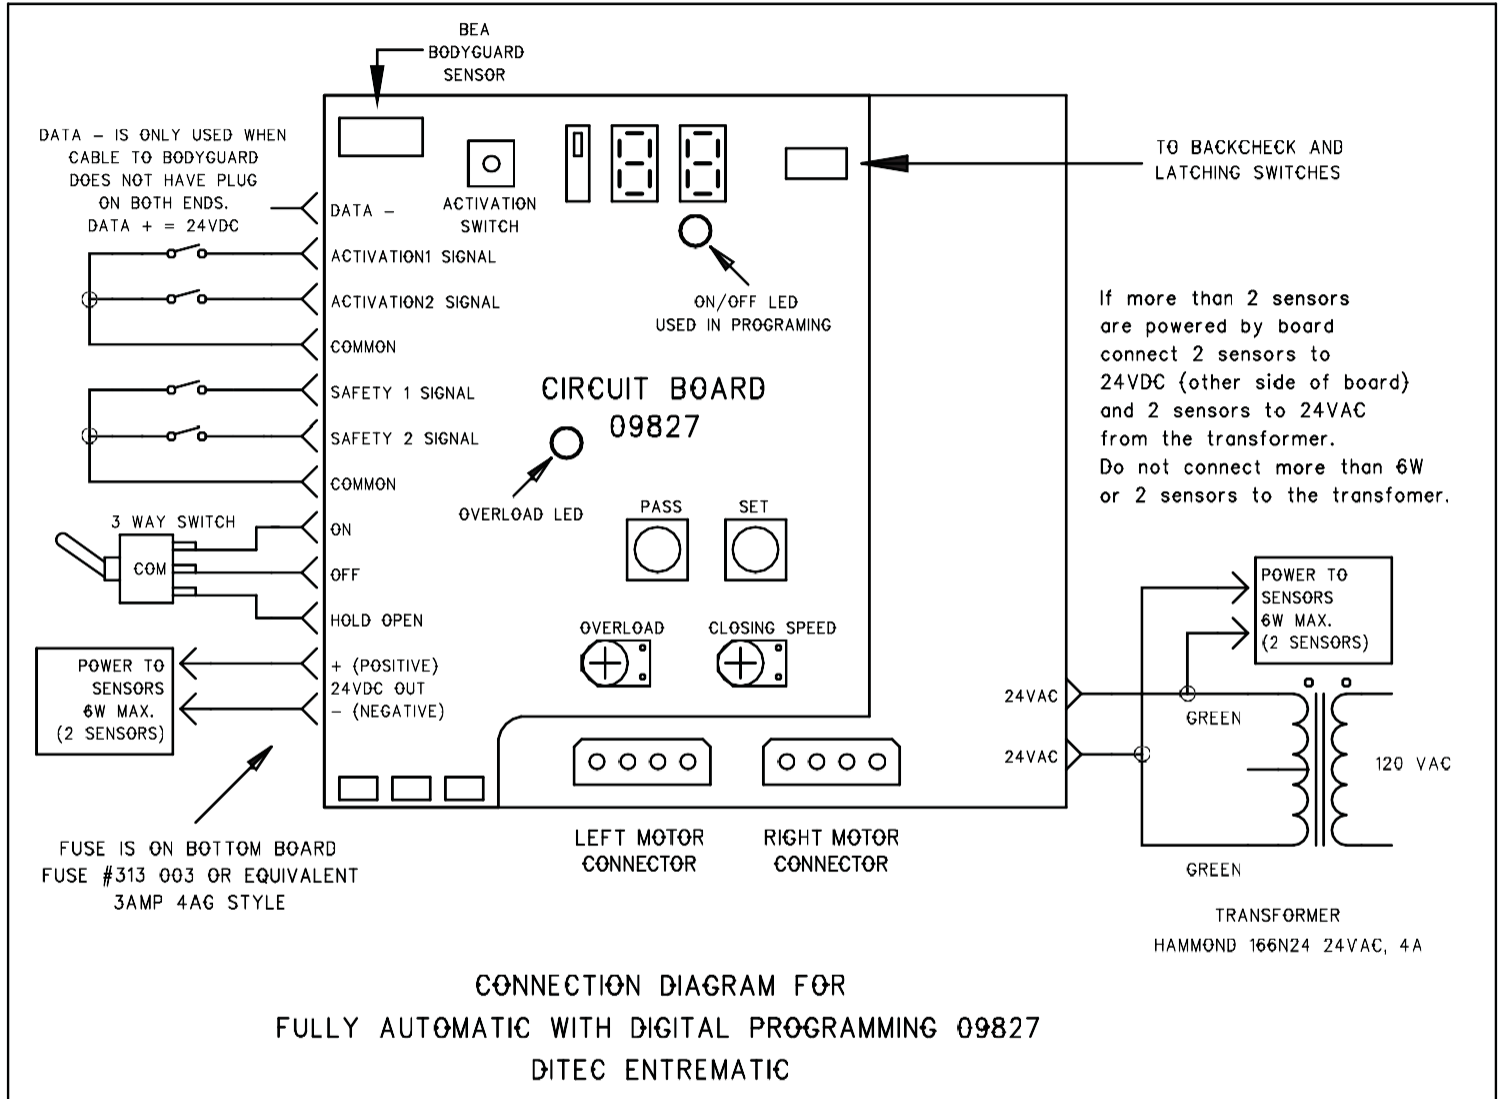 BEA
BODYGUARD
SENSOR
DATA – IS ONLY USED WHEN
CABLE TO BODYGUARD
DOES NOT HAVE PLUG
ON BOTH ENDS.
DATA + = 24VDC
ACTIVATION
SWITCH
TO BACKCHECK AND
LATCHING SWITCHES
DATA –
ACTIVATION1 SIGNAL
ACTIVATION2 SIGNAL
COMMON
SAFETY 1 SIGNAL
SAFETY 2 SIGNAL
COMMON
ON/OFF LED
USED IN PROGRAMING
If more than 2 sensors
are powered by board
connect 2 sensors to
24VDC (other side of board)
and 2 sensors to 24VAC
from the transformer.
Do not connect more than 6W
or 2 sensors to the transfomer.
CIRCUIT BOARD
09827
OVERLOAD LED
PASS
SET
3 WAY SWITCH
COM
ON
OFF
HOLD OPEN
OVERLOAD
CLOSING SPEED
POWER TO
SENSORS
6W MAX.
(2 SENSORS)
+ (POSITIVE)
24VDC OUT
– (NEGATIVE)
POWER TO
SENSORS
6W MAX.
(2 SENSORS)
24VAC
GREEN
24VAC
120 VAC
GREEN
LEFT MOTOR
CONNECTOR
RIGHT MOTOR
CONNECTOR
FUSE IS ON BOTTOM BOARD
FUSE #313 003 OR EQUIVALENT
3AMP 4AG STYLE
TRANSFORMER
HAMMOND 166N24 24VAC, 4A
CONNECTION DIAGRAM FOR
FULLY AUTOMATIC WITH DIGITAL PROGRAMMING 09827
DITEC ENTREMATIC